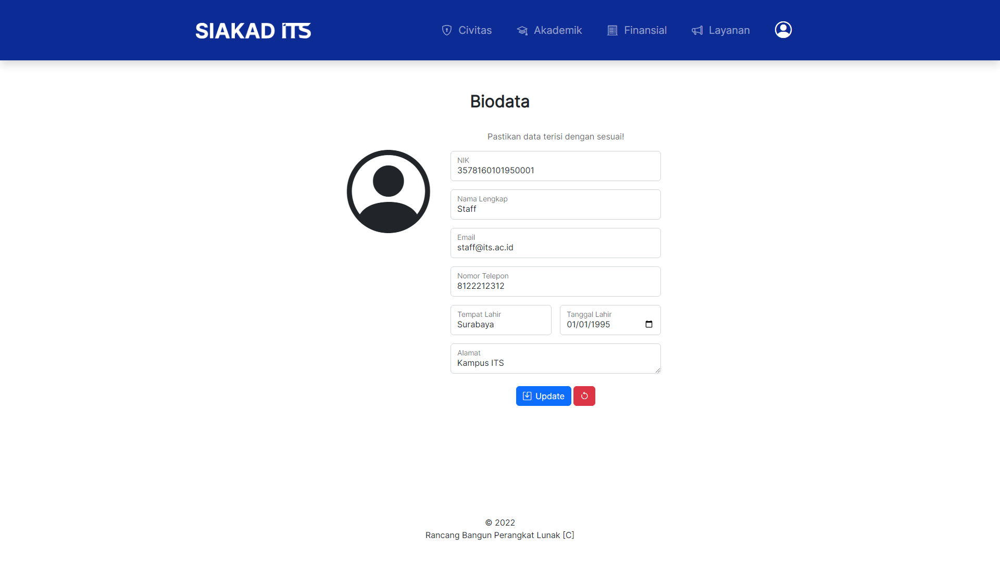 SIAKAD ITS
Civitas
Akademik
Finansial
Layanan
Biodata
Pastikan data terisi dengan sesuai!
NIK
3578160101950001
Nama Lengkap
Staff
Email
staff@its.ac.id
Nomor Telepon
8122212312
Tempat Lahir
Surabaya
Tanggal Lahir
01/01/1995
Alamat
Kampus ITS
Update
© 2022
Rancang Bangun Perangkat Lunak [C]